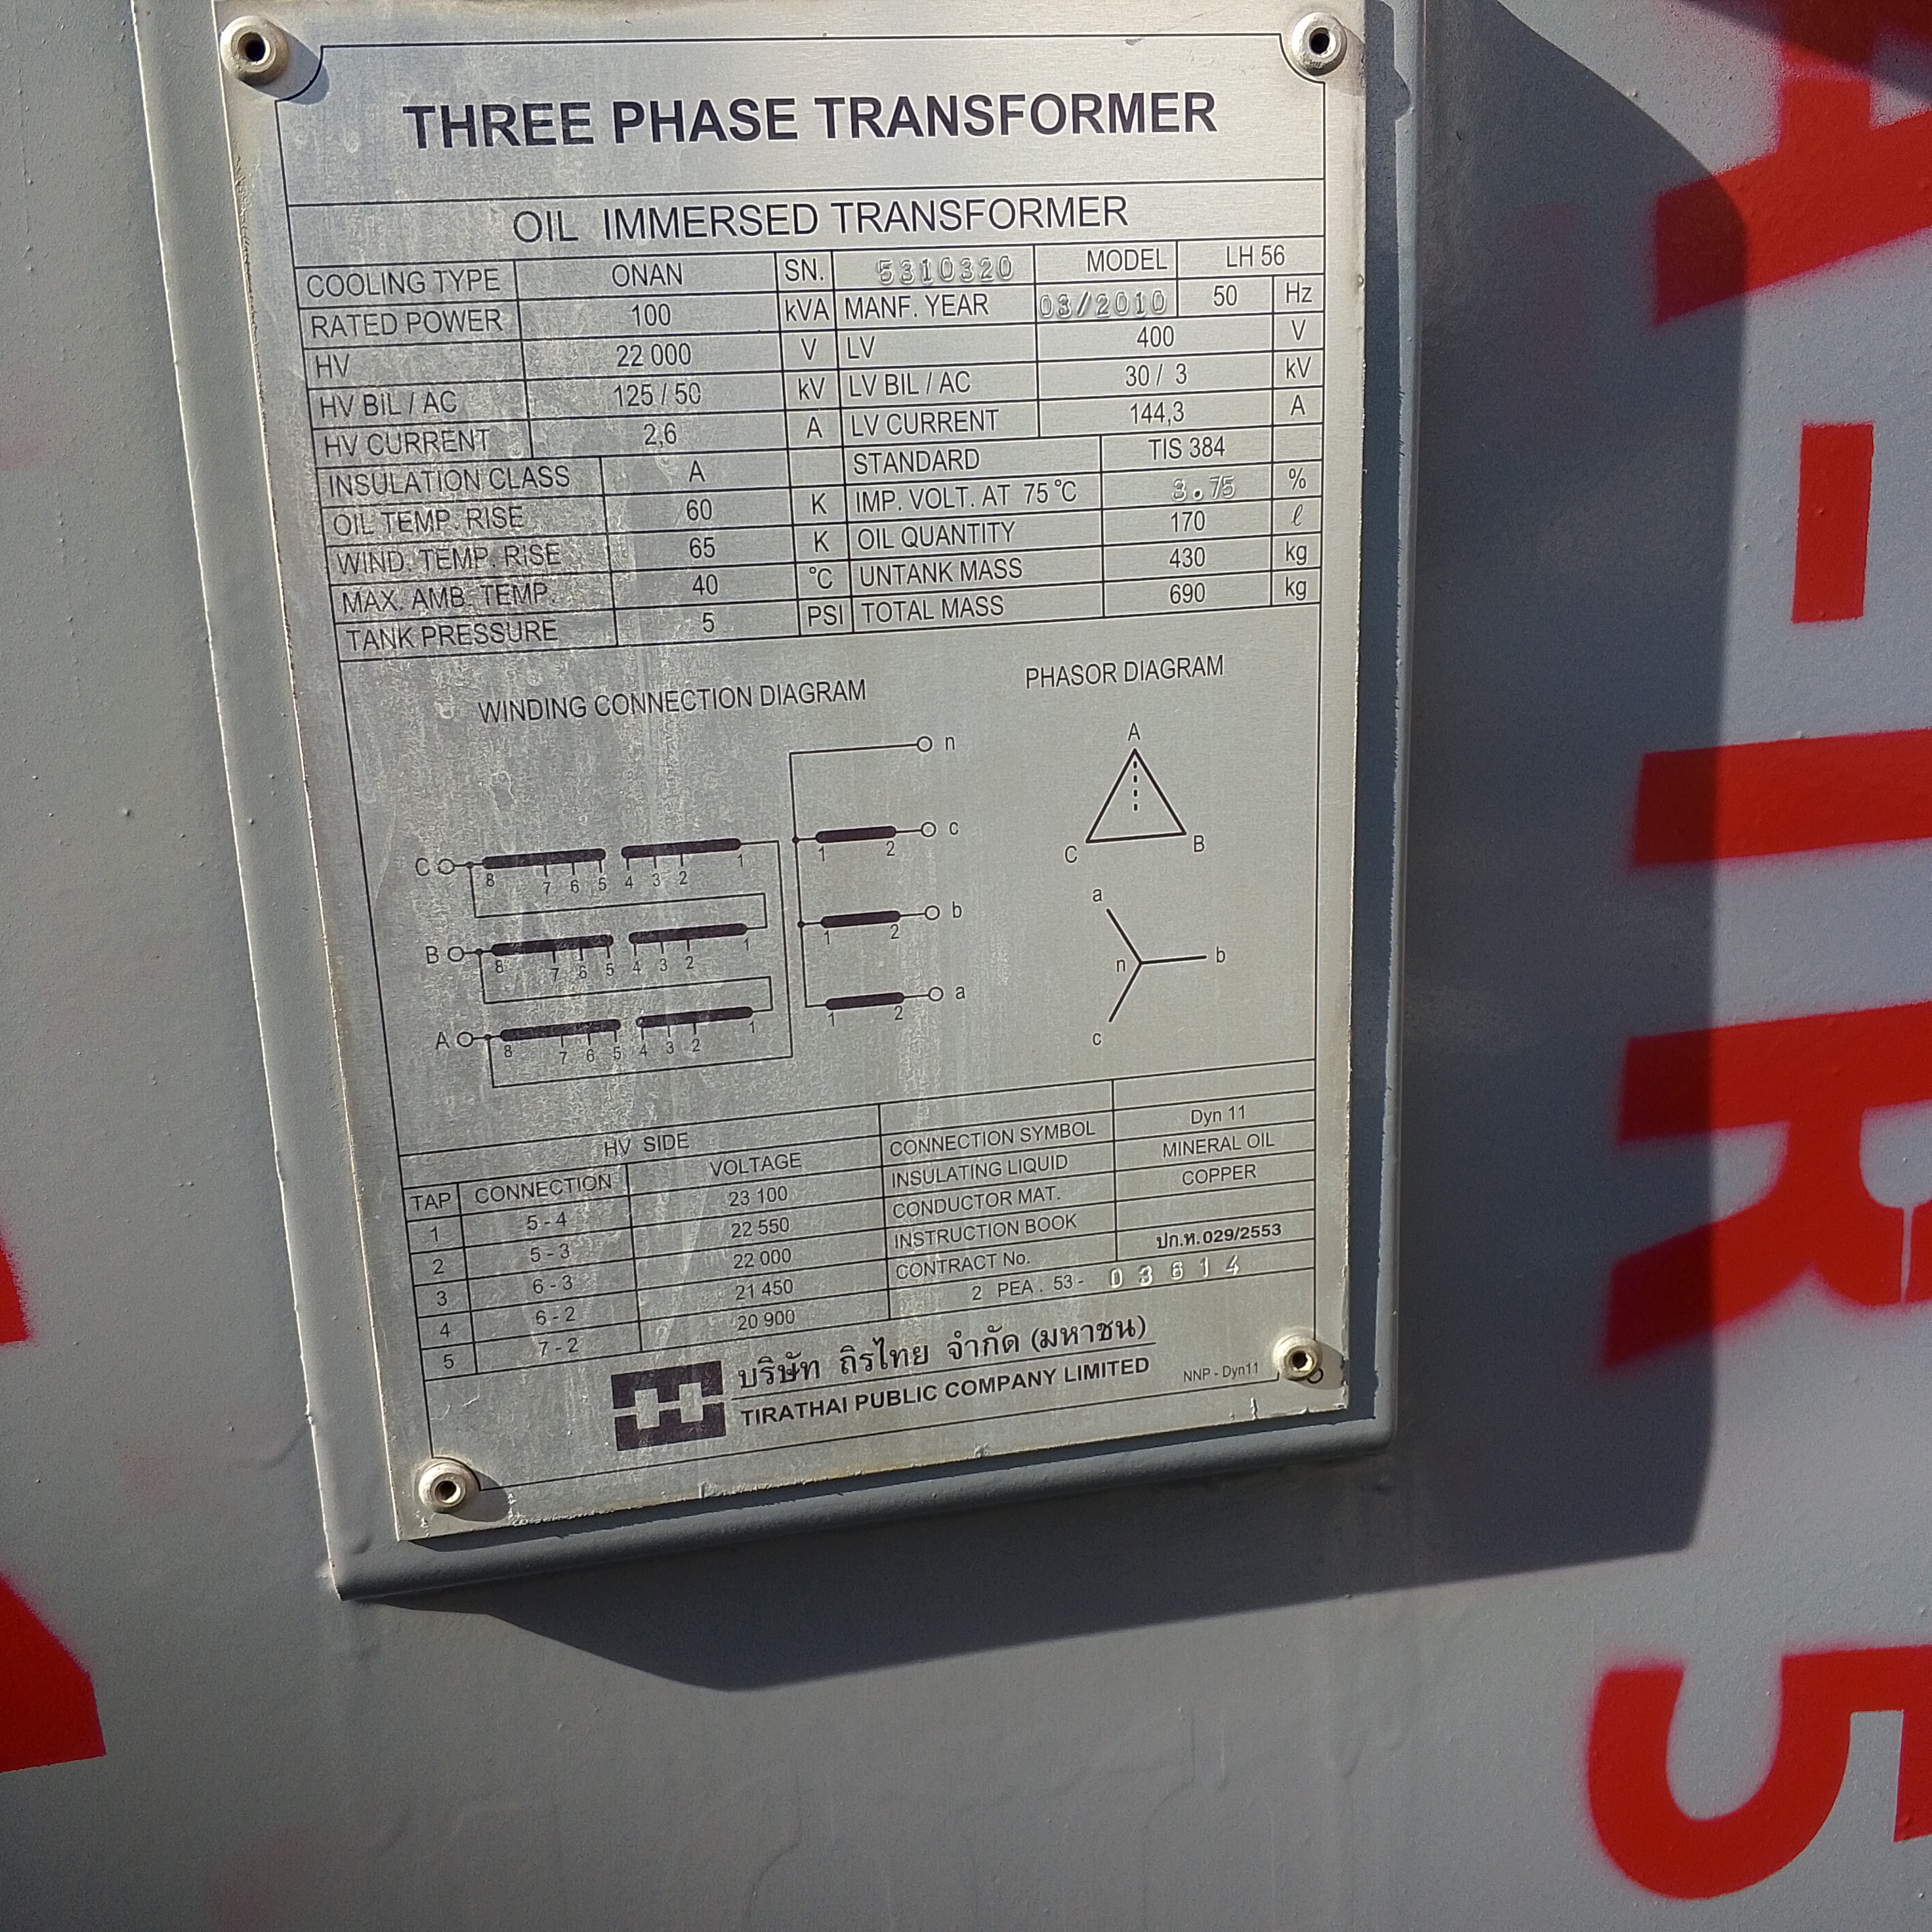 THREE PHASE TRANSFORMER
OIL IMMERSED TRANSFORMER
COOLING TYPE ONAN SN. 5310320 MODEL LH 56
RATED POWER 100 kVA MANF. YEAR 03/2010 50 Hz
HV 22 000 V LV 400 V
HV BIL / AC 125 / 50 kV LV BIL / AC 30 / 3 kV
HV CURRENT 2,6 A LV CURRENT 144,3 A
INSULATION CLASS A STANDARD TIS 384
OIL TEMP. RISE 60 K IMP. VOLT. AT 75 °C 3.75 %
WIND. TEMP. RISE 65 K OIL QUANTITY 170 ℓ
MAX. AMB. TEMP. 40 °C UNTANK MASS 430 kg
TANK PRESSURE 5 PSI TOTAL MASS 690 kg
WINDING CONNECTION DIAGRAM PHASOR DIAGRAM
n
C 8 7 6 5 4 3 2 1 1 2 c
B 8 7 6 5 4 3 2 1 1 2 b
A 8 7 6 5 4 3 2 1 1 2 a
A
C B
a
n b
c
HV SIDE
TAP CONNECTION VOLTAGE
1 5 - 4 23 100
2 5 - 3 22 550
3 6 - 3 22 000
4 6 - 2 21 450
5 7 - 2 20 900
CONNECTION SYMBOL Dyn 11
INSULATING LIQUID MINERAL OIL
CONDUCTOR MAT. COPPER
INSTRUCTION BOOK
CONTRACT No. ปก.ห.029/2553
2 PEA . 53 - 03614
บริษัท ถิรไทย จำกัด (มหาชน)
TIRATHAI PUBLIC COMPANY LIMITED
NNP - Dyn11